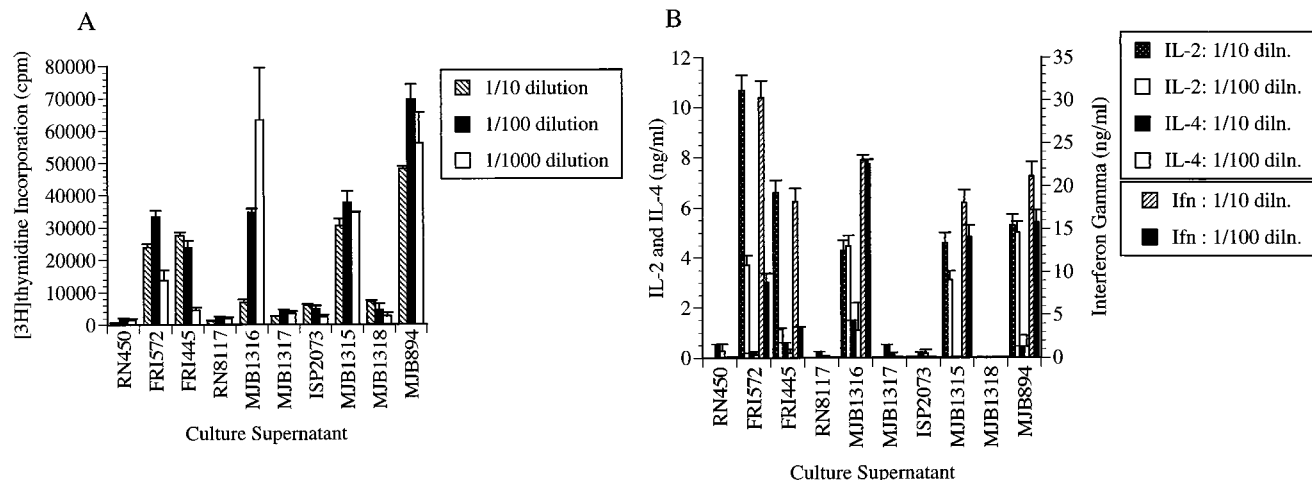 A
[3H]thymidine Incorporation (cpm)
80000
70000
60000
50000
40000
30000
20000
10000
0
RN450
FRI572
FRI445
RN8117
MJB1316
MJB1317
ISP2073
MJB1315
MJB1318
MJB894
Culture Supernatant
1/10 dilution
1/100 dilution
1/1000 dilution
B
IL-2 and IL-4 (ng/ml)
12
10
8
6
4
2
0
RN450
FRI572
FRI445
RN8117
MJB1316
MJB1317
ISP2073
MJB1315
MJB1318
MJB894
Culture Supernatant
35
30
25
20
15
10
5
0
Interferon Gamma (ng/ml)
IL-2: 1/10 diln.
IL-2: 1/100 diln.
IL-4: 1/10 diln.
IL-4: 1/100 diln.
Ifn : 1/10 diln.
Ifn : 1/100 diln.